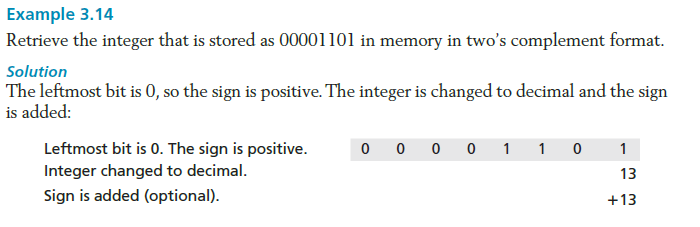 Example 3.14
Retrieve the integer that is stored as 00001101 in memory in two’s complement format.
Solution
The leftmost bit is 0, so the sign is positive. The integer is changed to decimal and the sign
is added:
Leftmost bit is 0. The sign is positive. 0 0 0 0 1 1 0 1
Integer changed to decimal. 13
Sign is added (optional). +13